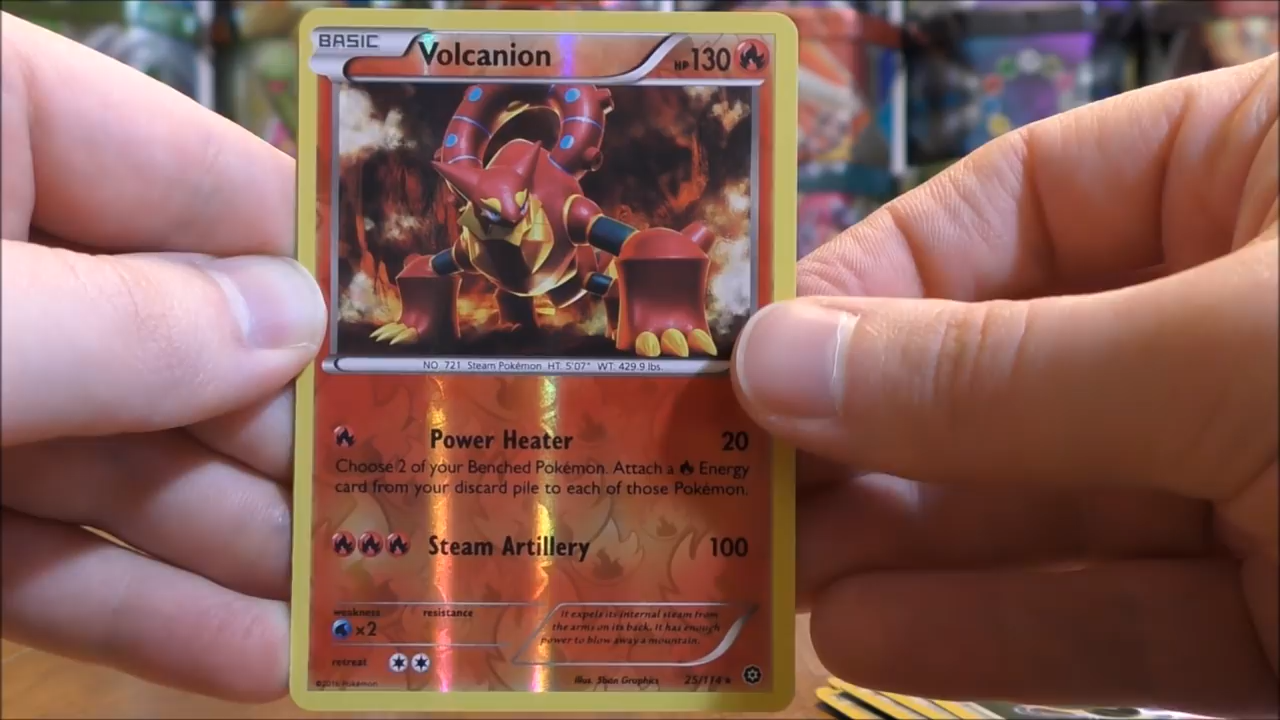 BASIC Volcanion HP 130
NO. 721 Steam Pokémon HT: 5'07" WT: 429.9 lbs.
Power Heater 20
Choose 2 of your Benched Pokémon. Attach a Energy
card from your discard pile to each of those Pokémon.
Steam Artillery 100
weakness resistance
×2
It expels its internal steam from
the arms on its back. It has enough
power to blow away a mountain.
retreat
©2016 Pokémon
Illus. 5ban Graphics
25/114 ★